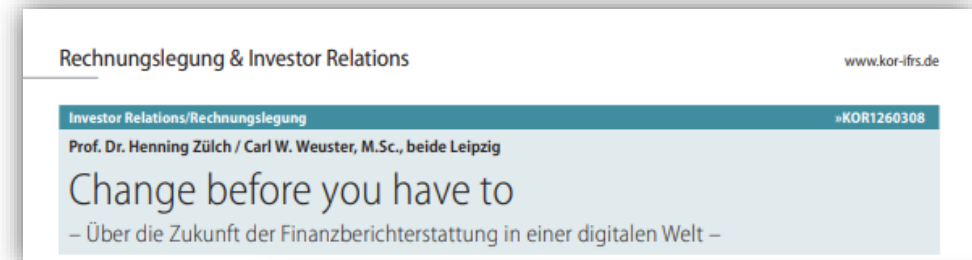 Rechnungslegung & Investor Relations
www.kor-ifrs.de
Investor Relations/Rechnungslegung
»KOR1260308
Prof. Dr. Henning Zülch / Carl W. Weuster, M.Sc., beide Leipzig
Change before you have to
– Über die Zukunft der Finanzberichterstattung in einer digitalen Welt –